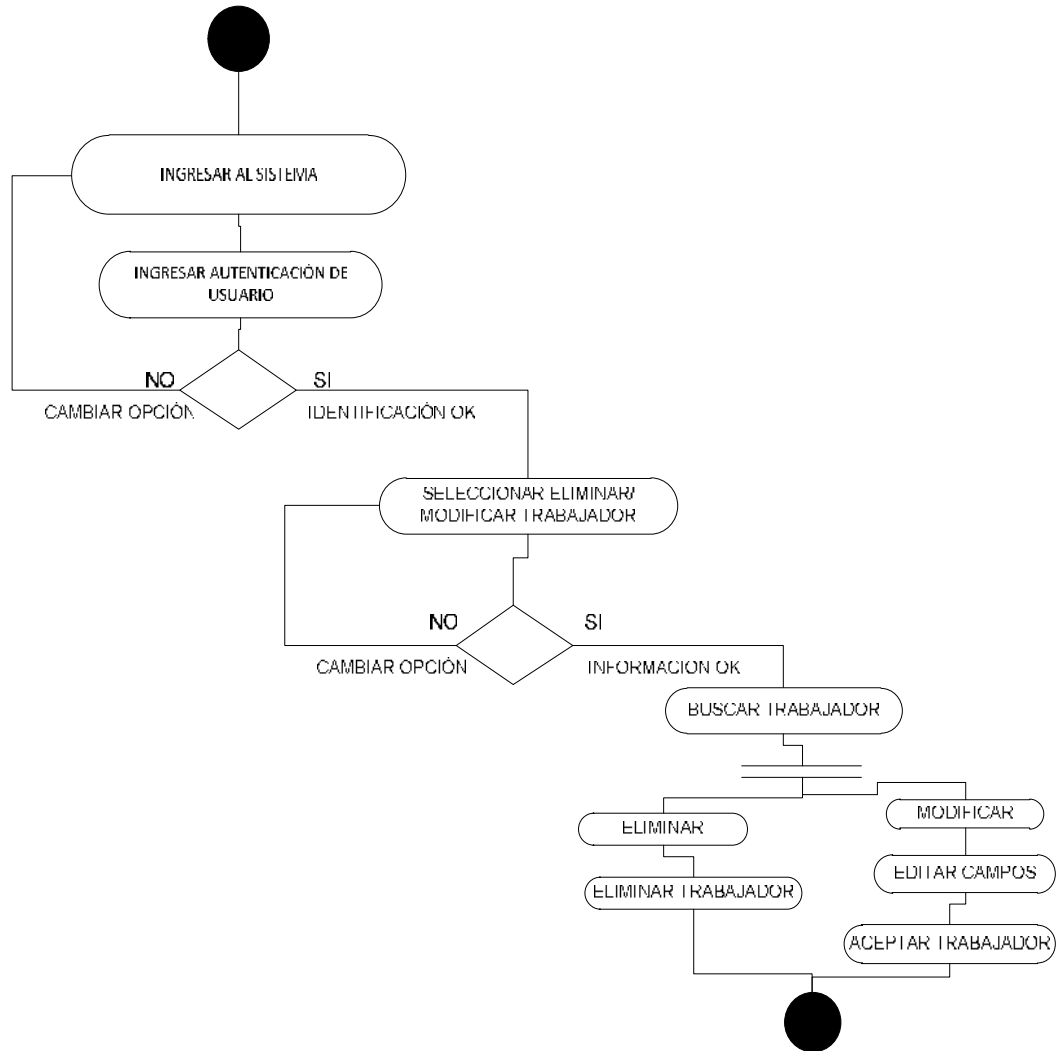 INGRESAR AL SISTEMA
INGRESAR AUTENTICACIÓN DE
USUARIO
NO
SI
CAMBIAR OPCIÓN
IDENTIFICACIÓN OK
SELECCIONAR ELIMINAR/
MODIFICAR TRABAJADOR
NO
SI
CAMBIAR OPCIÓN
INFORMACION OK
BUSCAR TRABAJADOR
ELIMINAR
MODIFICAR
ELIMINAR TRABAJADOR
EDITAR CAMPOS
ACEPTAR TRABAJADOR